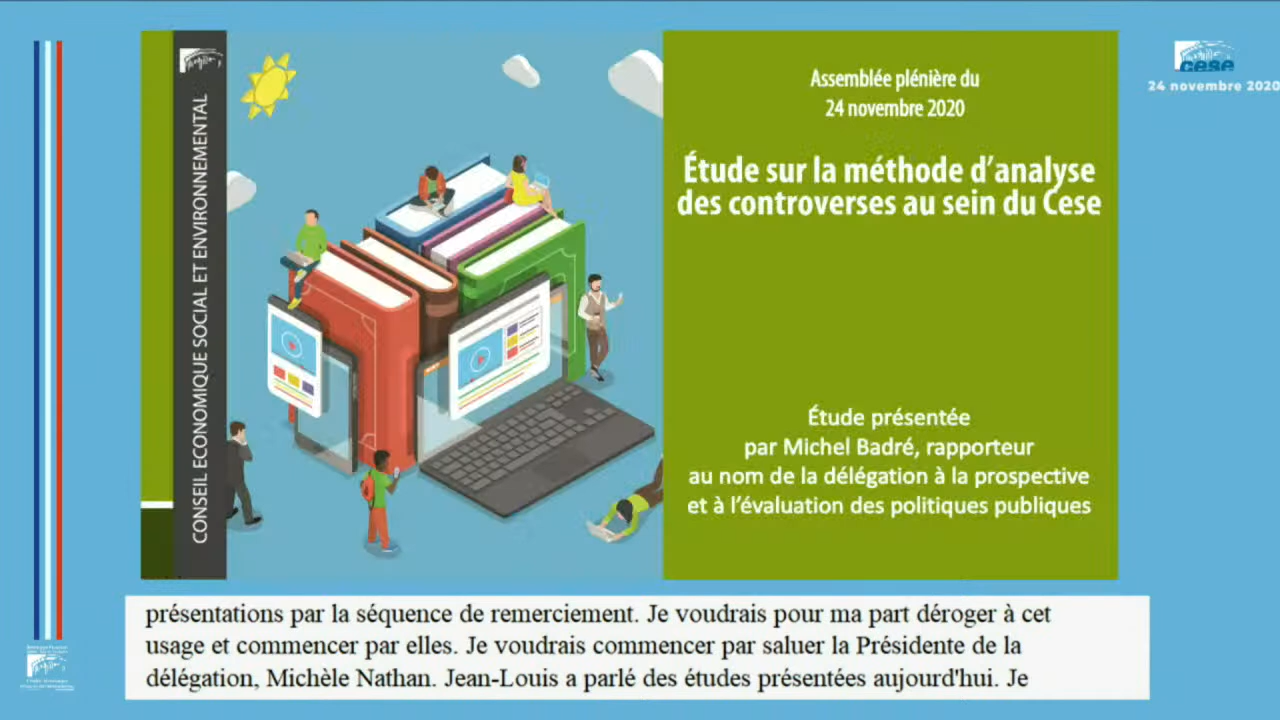 CONSEIL ECONOMIQUE SOCIAL ET ENVIRONNEMENTAL
Assemblée plénière du
24 novembre 2020
Étude sur la méthode d'analyse
des controverses au sein du Cese
Étude présentée
par Michel Badré, rapporteur
au nom de la délégation à la prospective
et à l'évaluation des politiques publiques
cese
24 novembre 2020
présentations par la séquence de remerciement. Je voudrais pour ma part déroger à cet
usage et commencer par elles. Je voudrais commencer par saluer la Présidente de la
délégation, Michèle Nathan. Jean-Louis a parlé des études présentées aujourd'hui. Je